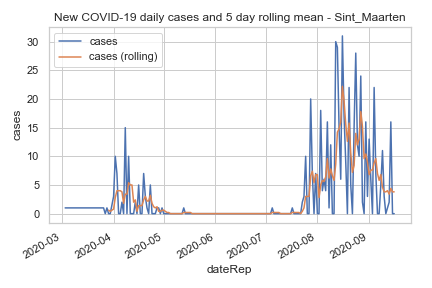 New COVID-19 daily cases and 5 day rolling mean - Sint_Maarten
cases
cases (rolling)
30
25
20
15
10
5
0
cases
2020-03
2020-04
2020-05
2020-06
2020-07
2020-08
2020-09
dateRep